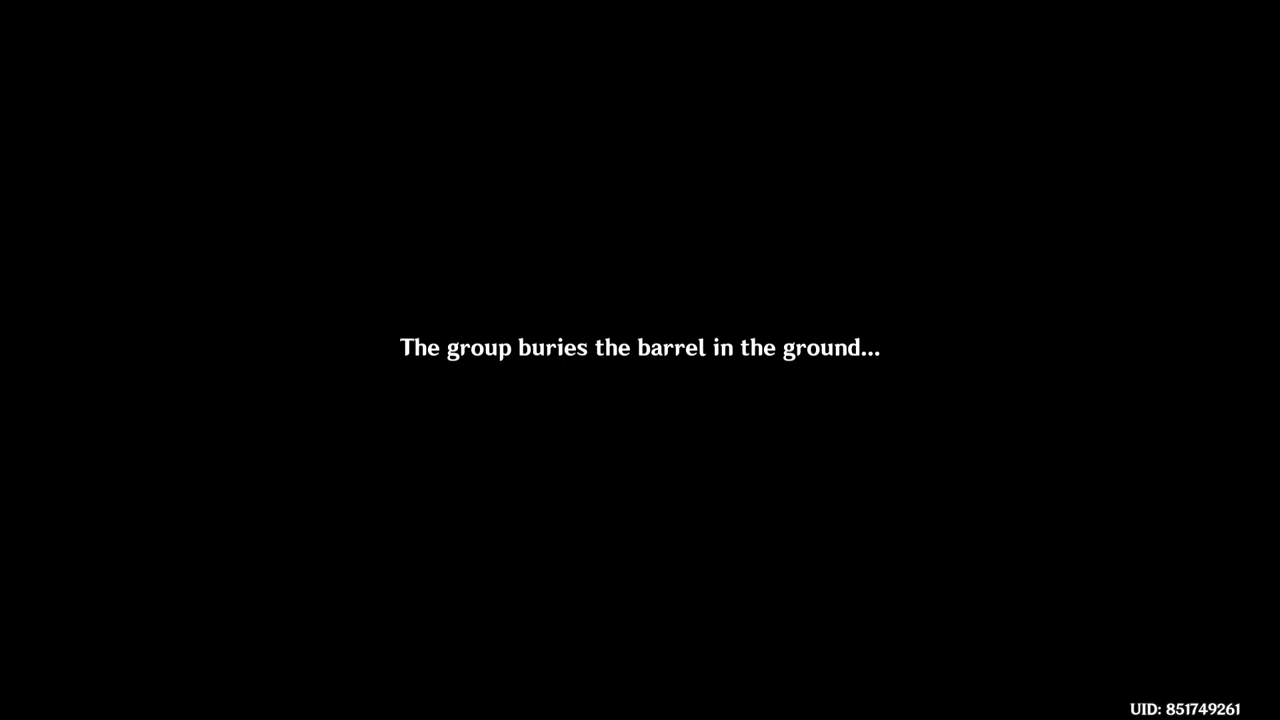 The group buries the barrel in the ground...
UID: 851749261